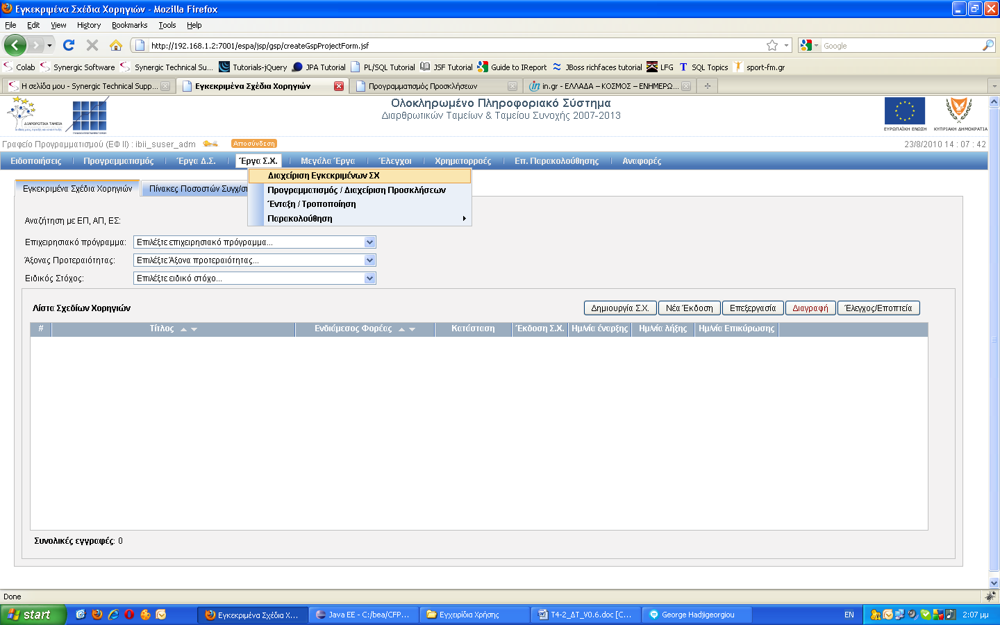 Εγκεκριμένα Σχέδια Χορηγιών - Mozilla Firefox
File Edit View History Bookmarks Tools Help
http://192.168.1.2:7001/espa/jsp/gsp/createGspProjectForm.jsf Google
Colab Synergic Software Synergic Technical Su... Tutorials-jQuery JPA Tutorial PL/SQL Tutorial JSF Tutorial Guide to IReport JBoss richfaces tutorial LFG SQL Topics sport-fm.gr
Η σελίδα μου - Synergic Technical Supp... Εγκεκριμένα Σχέδια Χορηγιών Προγραμματισμός Προσκλήσεων in.gr - ΕΛΛΑΔΑ – ΚΟΣΜΟΣ – ΕΝΗΜΕΡΩ...
Ολοκληρωμένο Πληροφοριακό Σύστημα
Διαρθρωτικών Ταμείων & Ταμείου Συνοχής 2007-2013
ΔΙΑΡΘΡΩΤΙΚΑ ΤΑΜΕΙΑ
ΕΥΡΩΠΑΪΚΗ ΕΝΩΣΗ ΚΥΠΡΙΑΚΗ ΔΗΜΟΚΡΑΤΙΑ
Γραφείο Προγραμματισμού (ΕΦ ΙΙ) : ibii_suser_adm Αποσύνδεση 23/8/2010 14 : 07 : 42
Ειδοποιήσεις Προγραμματισμός Έργα Δ.Σ. Έργα Σ.Χ. Μεγάλα Έργα Έλεγχοι Χρηματορροές Επ. Παρακολούθησης Αναφορές
Διαχείριση Εγκεκριμένων ΣΧ
Προγραμματισμός / Διαχείριση Προσκλήσεων
Ένταξη / Τροποποίηση
Παρακολούθηση
Εγκεκριμένα Σχέδια Χορηγιών Πίνακες Ποσοστών Συγχ/ση
Αναζήτηση με ΕΠ, ΑΠ, ΕΣ:
Επιχειρησιακό πρόγραμμα: Επιλέξτε επιχειρησιακό πρόγραμμα...
Άξονας Προτεραιότητας: Επιλέξτε Άξονα προτεραιότητας...
Ειδικός Στόχος: Επιλέξτε ειδικό στόχο...
Λίστα Σχεδίων Χορηγιών Δημιουργία Σ.Χ. Νέα Έκδοση Επεξεργασία Διαγραφή Έλεγχος/Εποπτεία
# Τίτλος Ενδιάμεσος Φορέας Κατάσταση Έκδοση Σ.Χ. Ημ/νία έναρξης Ημ/νία λήξης Ημ/νία Επικύρωσης
Συνολικές εγγραφές: 0
Done
start Εγκεκριμένα Σχέδια Χ... Java EE - C:/bea/CFP... Εγχειρίδια Χρήσης T4-2_ΔΤ_V0.6.doc [C... George Hadjigeorgiou EN 2:07 μμ